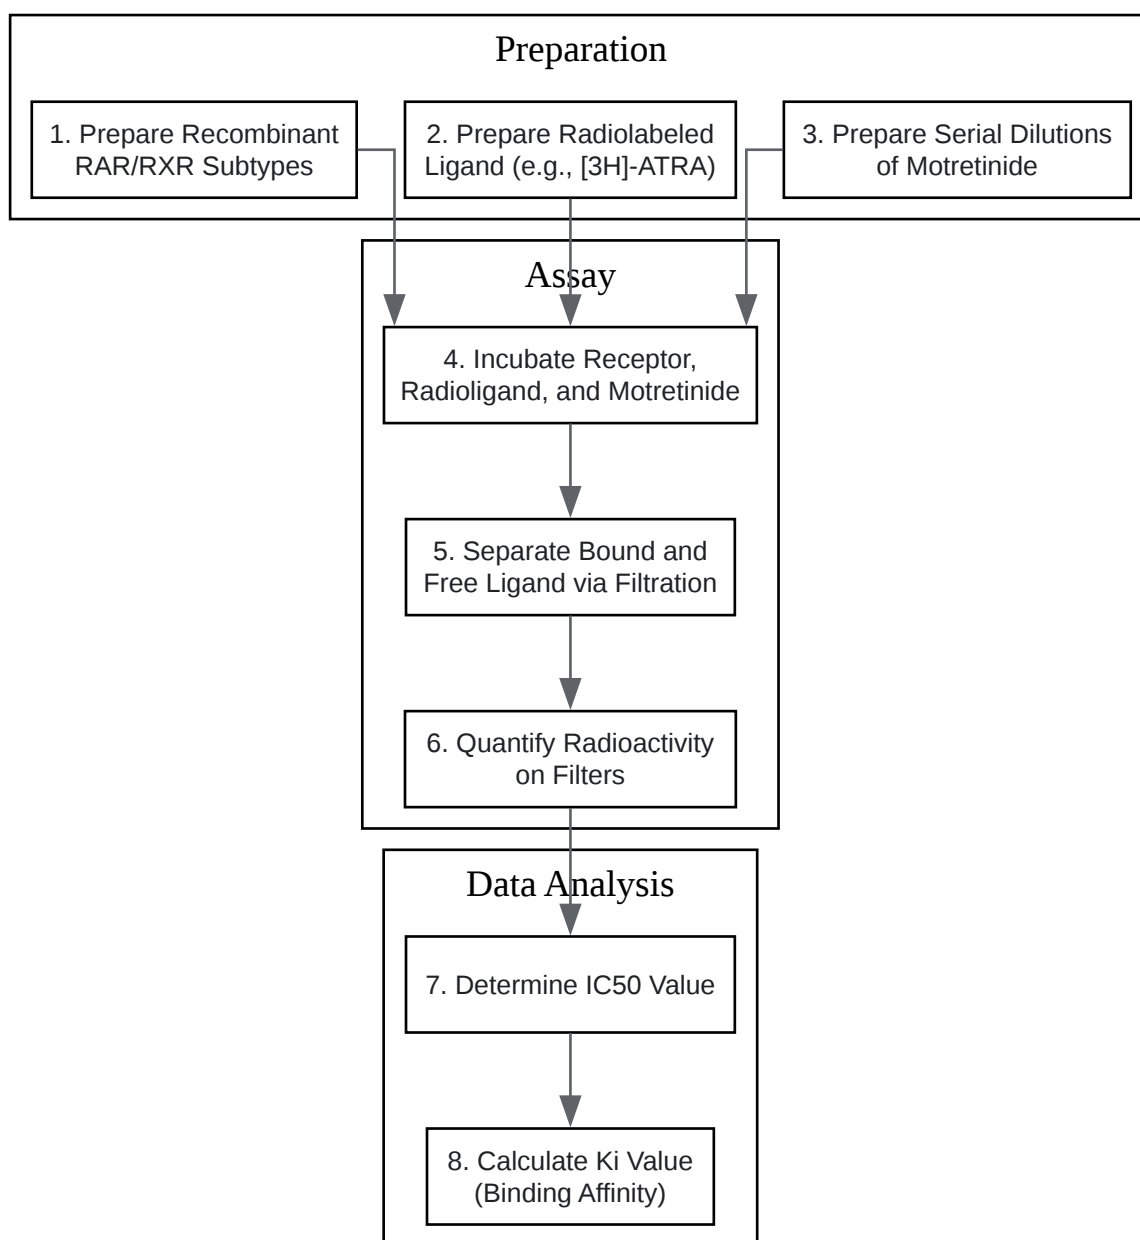 Preparation
1. Prepare Recombinant
RAR/RXR Subtypes
2. Prepare Radiolabeled
Ligand (e.g., [3H]-ATRA)
3. Prepare Serial Dilutions
of Motretinide
Assay
4. Incubate Receptor,
Radioligand, and Motretinide
5. Separate Bound and
Free Ligand via Filtration
6. Quantify Radioactivity
on Filters
Data Analysis
7. Determine IC50 Value
8. Calculate Ki Value
(Binding Affinity)